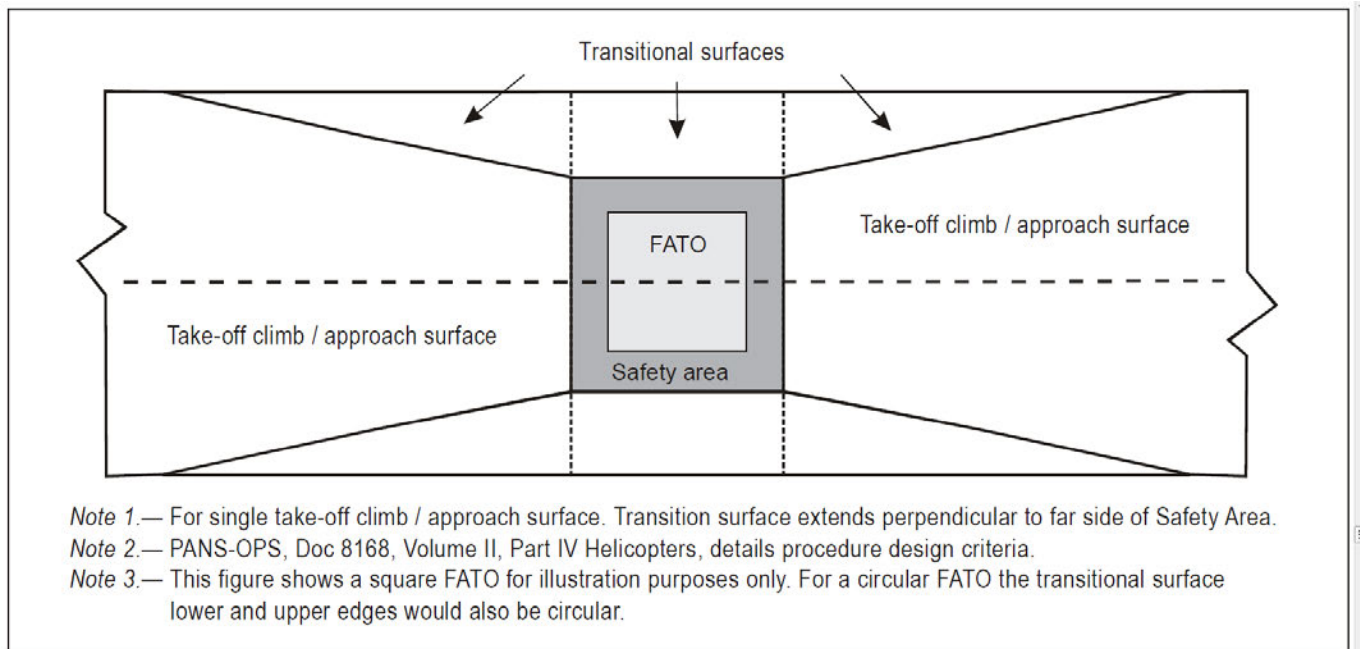 Transitional surfaces
Take-off climb / approach surface
FATO
Take-off climb / approach surface
Safety area
Note 1.— For single take-off climb / approach surface. Transition surface extends perpendicular to far side of Safety Area.
Note 2.— PANS-OPS, Doc 8168, Volume II, Part IV Helicopters, details procedure design criteria.
Note 3.— This figure shows a square FATO for illustration purposes only. For a circular FATO the transitional surface
lower and upper edges would also be circular.